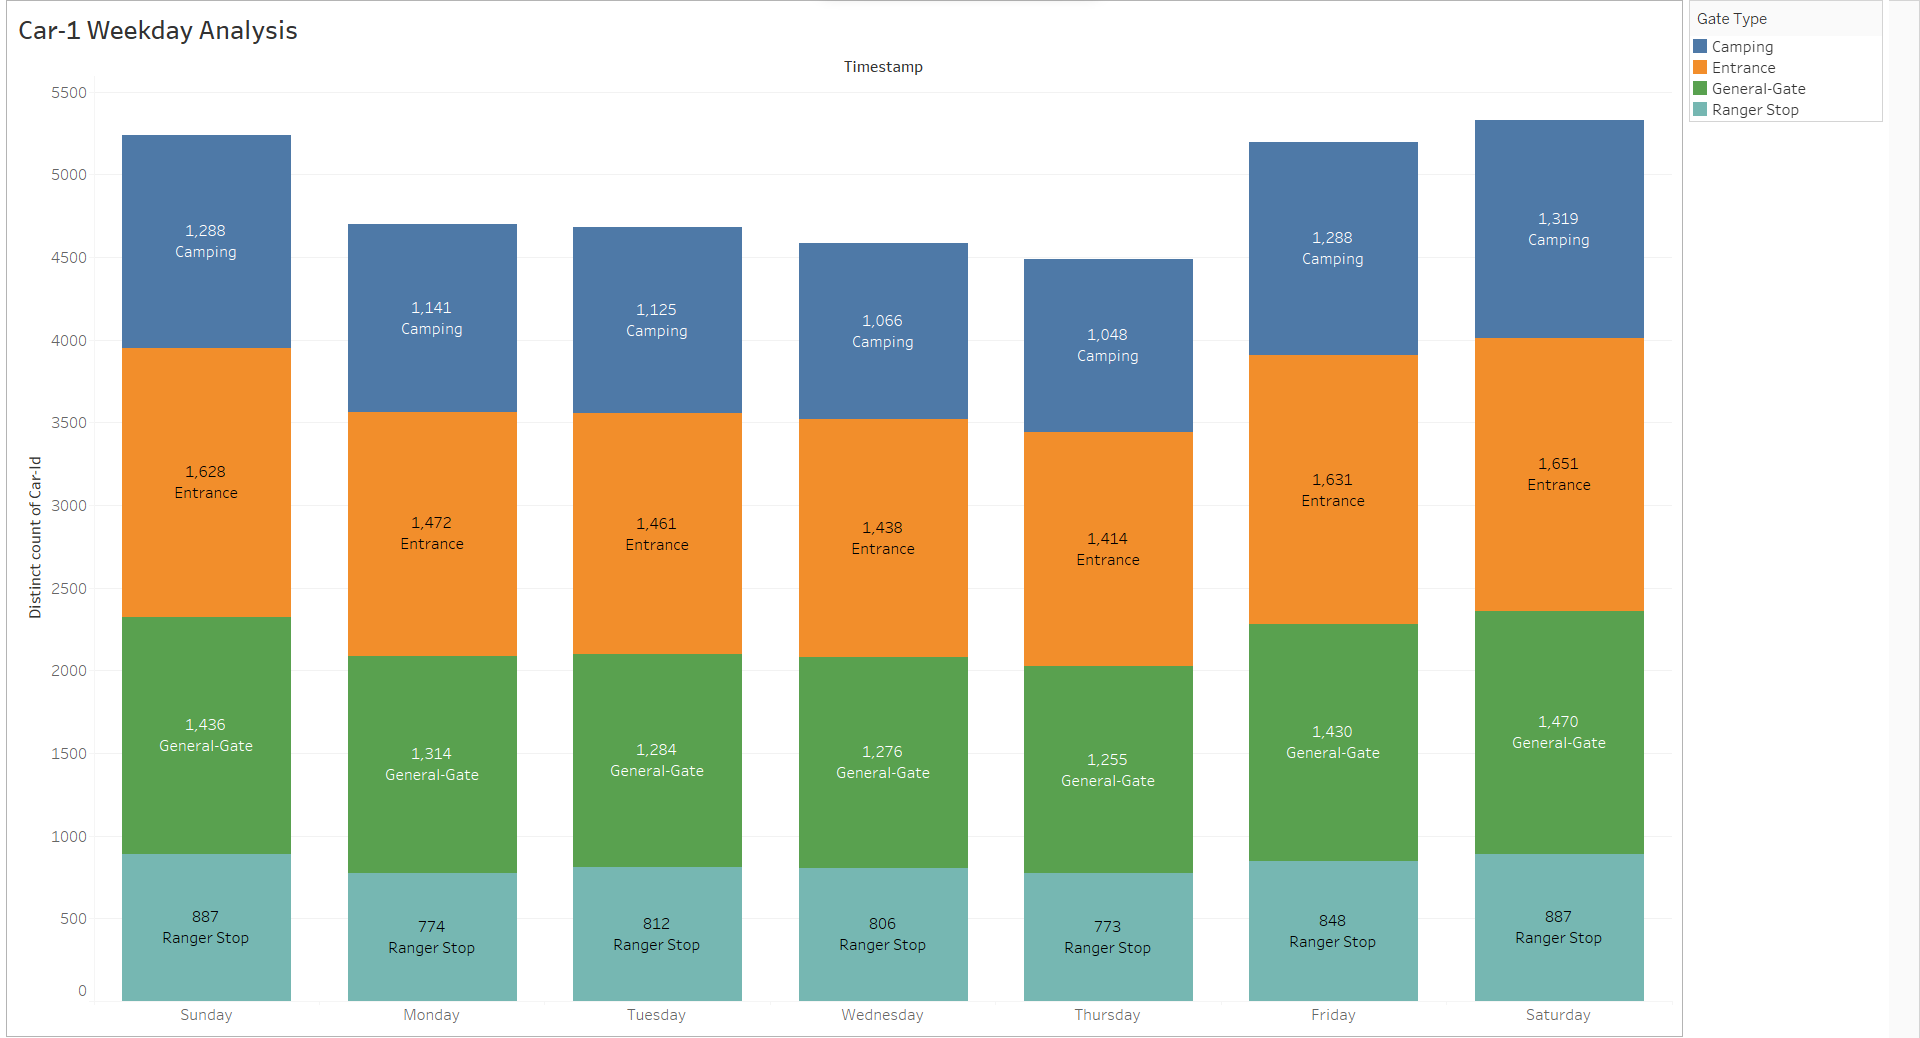 Car-1 Weekday Analysis
Timestamp
Distinct count of Car-Id
5500
5000
4500
4000
3500
3000
2500
2000
1500
1000
500
0
1,288
Camping
1,628
Entrance
1,436
General-Gate
887
Ranger Stop
1,141
Camping
1,472
Entrance
1,314
General-Gate
774
Ranger Stop
1,125
Camping
1,461
Entrance
1,284
General-Gate
812
Ranger Stop
1,066
Camping
1,438
Entrance
1,276
General-Gate
806
Ranger Stop
1,048
Camping
1,414
Entrance
1,255
General-Gate
773
Ranger Stop
1,288
Camping
1,631
Entrance
1,430
General-Gate
848
Ranger Stop
1,319
Camping
1,651
Entrance
1,470
General-Gate
887
Ranger Stop
Sunday
Monday
Tuesday
Wednesday
Thursday
Friday
Saturday
Gate Type
Camping
Entrance
General-Gate
Ranger Stop